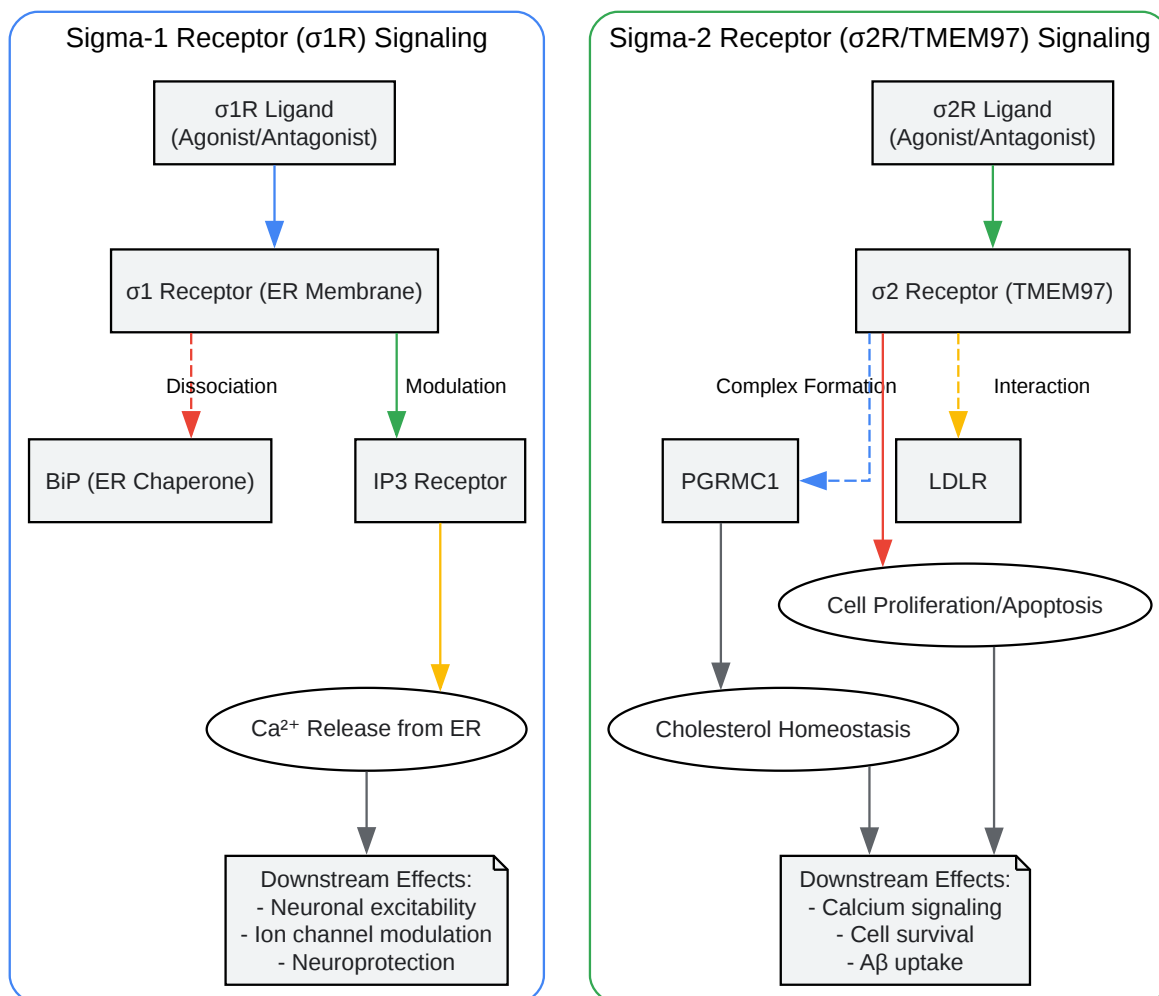 Sigma-1 Receptor (σ1R) Signaling
σ1R Ligand
(Agonist/Antagonist)
σ1 Receptor (ER Membrane)
Dissociation
Modulation
BiP (ER Chaperone)
IP3 Receptor
Ca²⁺ Release from ER
Downstream Effects:
- Neuronal excitability
- Ion channel modulation
- Neuroprotection
Sigma-2 Receptor (σ2R/TMEM97) Signaling
σ2R Ligand
(Agonist/Antagonist)
σ2 Receptor (TMEM97)
Complex Formation
Interaction
PGRMC1
LDLR
Cell Proliferation/Apoptosis
Cholesterol Homeostasis
Downstream Effects:
- Calcium signaling
- Cell survival
- Aβ uptake